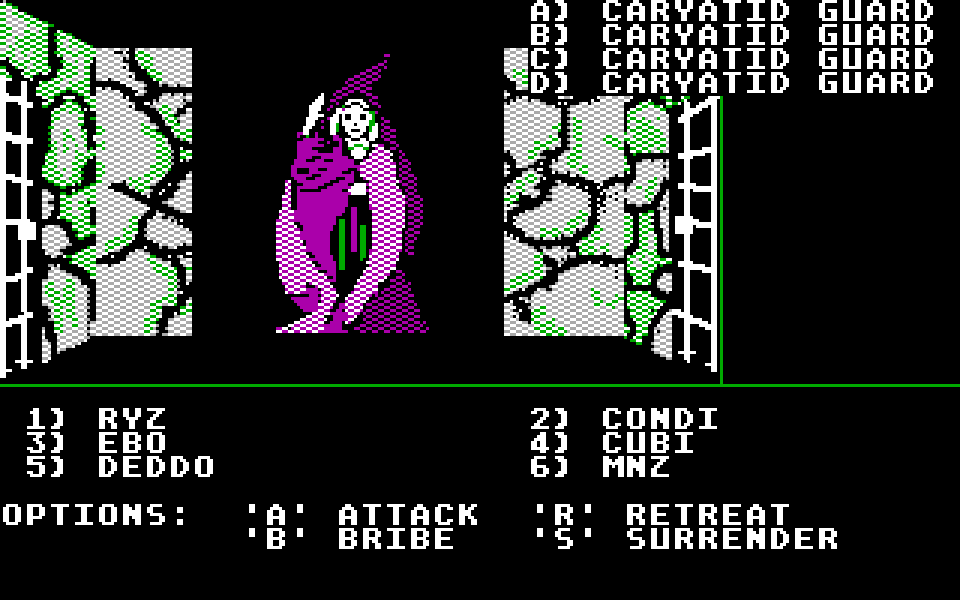 A) CARYATID GUARD
B) CARYATID GUARD
C) CARYATID GUARD
D) CARYATID GUARD
1) RYZ 2) CONDI
3) EBO 4) CUBI
5) DEDDO 6) MNZ
OPTIONS: 'A' ATTACK 'R' RETREAT
'B' BRIBE 'S' SURRENDER